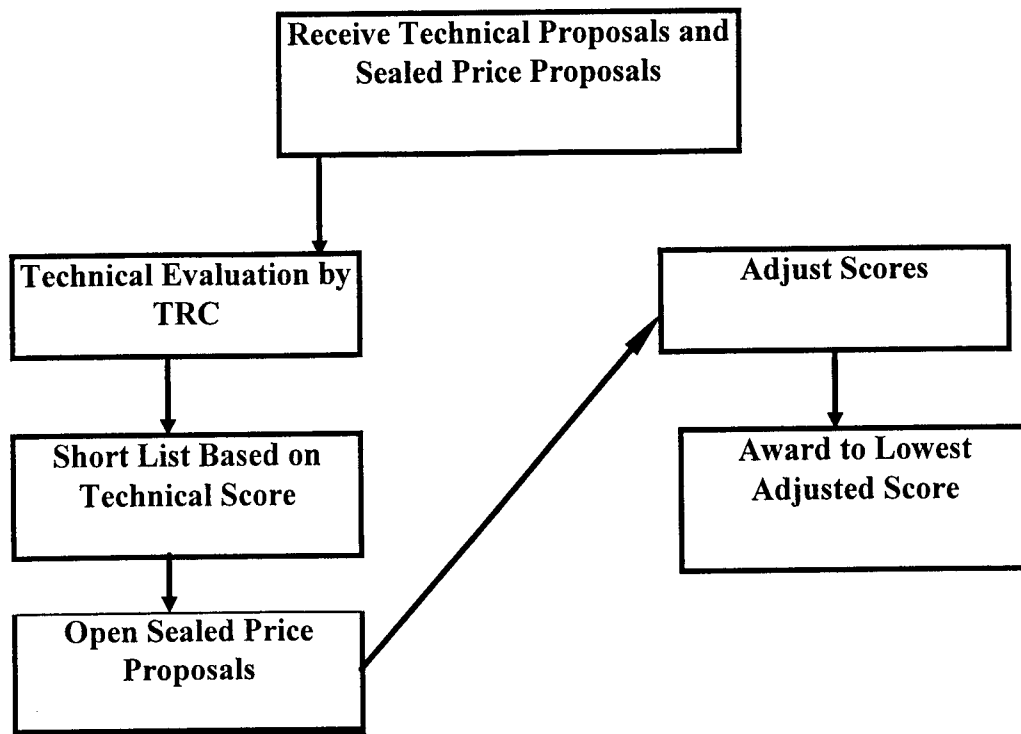 Receive Technical Proposals and
Sealed Price Proposals
Technical Evaluation by
TRC
Short List Based on
Technical Score
Open Sealed Price
Proposals
Adjust Scores
Award to Lowest
Adjusted Score